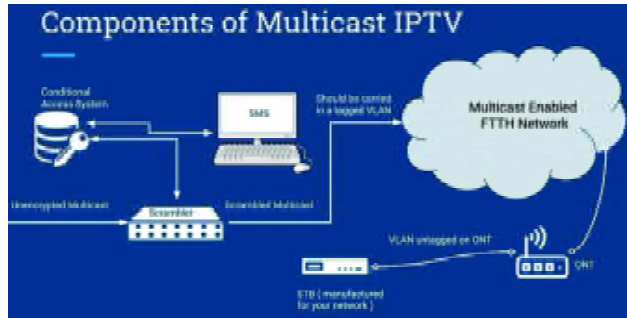 Components of Multicast IPTV
Conditional
Access System
SMS
Should be carried
in a tagged VLAN
Multicast Enabled
FTTH Network
Unencrypted Multicast
Scrambler
Scrambled Multicast
VLAN untagged on ONT
ONT
STB ( manufactured
for your network )